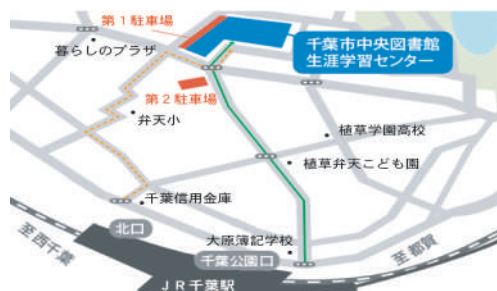 第１駐車場
暮らしのプラザ
千葉市中央図書館
生涯学習センター
第２駐車場
弁天小
植草学園高校
植草弁天こども園
千葉信用金庫
北口
大原簿記学校
至西千葉
千葉公園口
至都賀
ＪＲ千葉駅